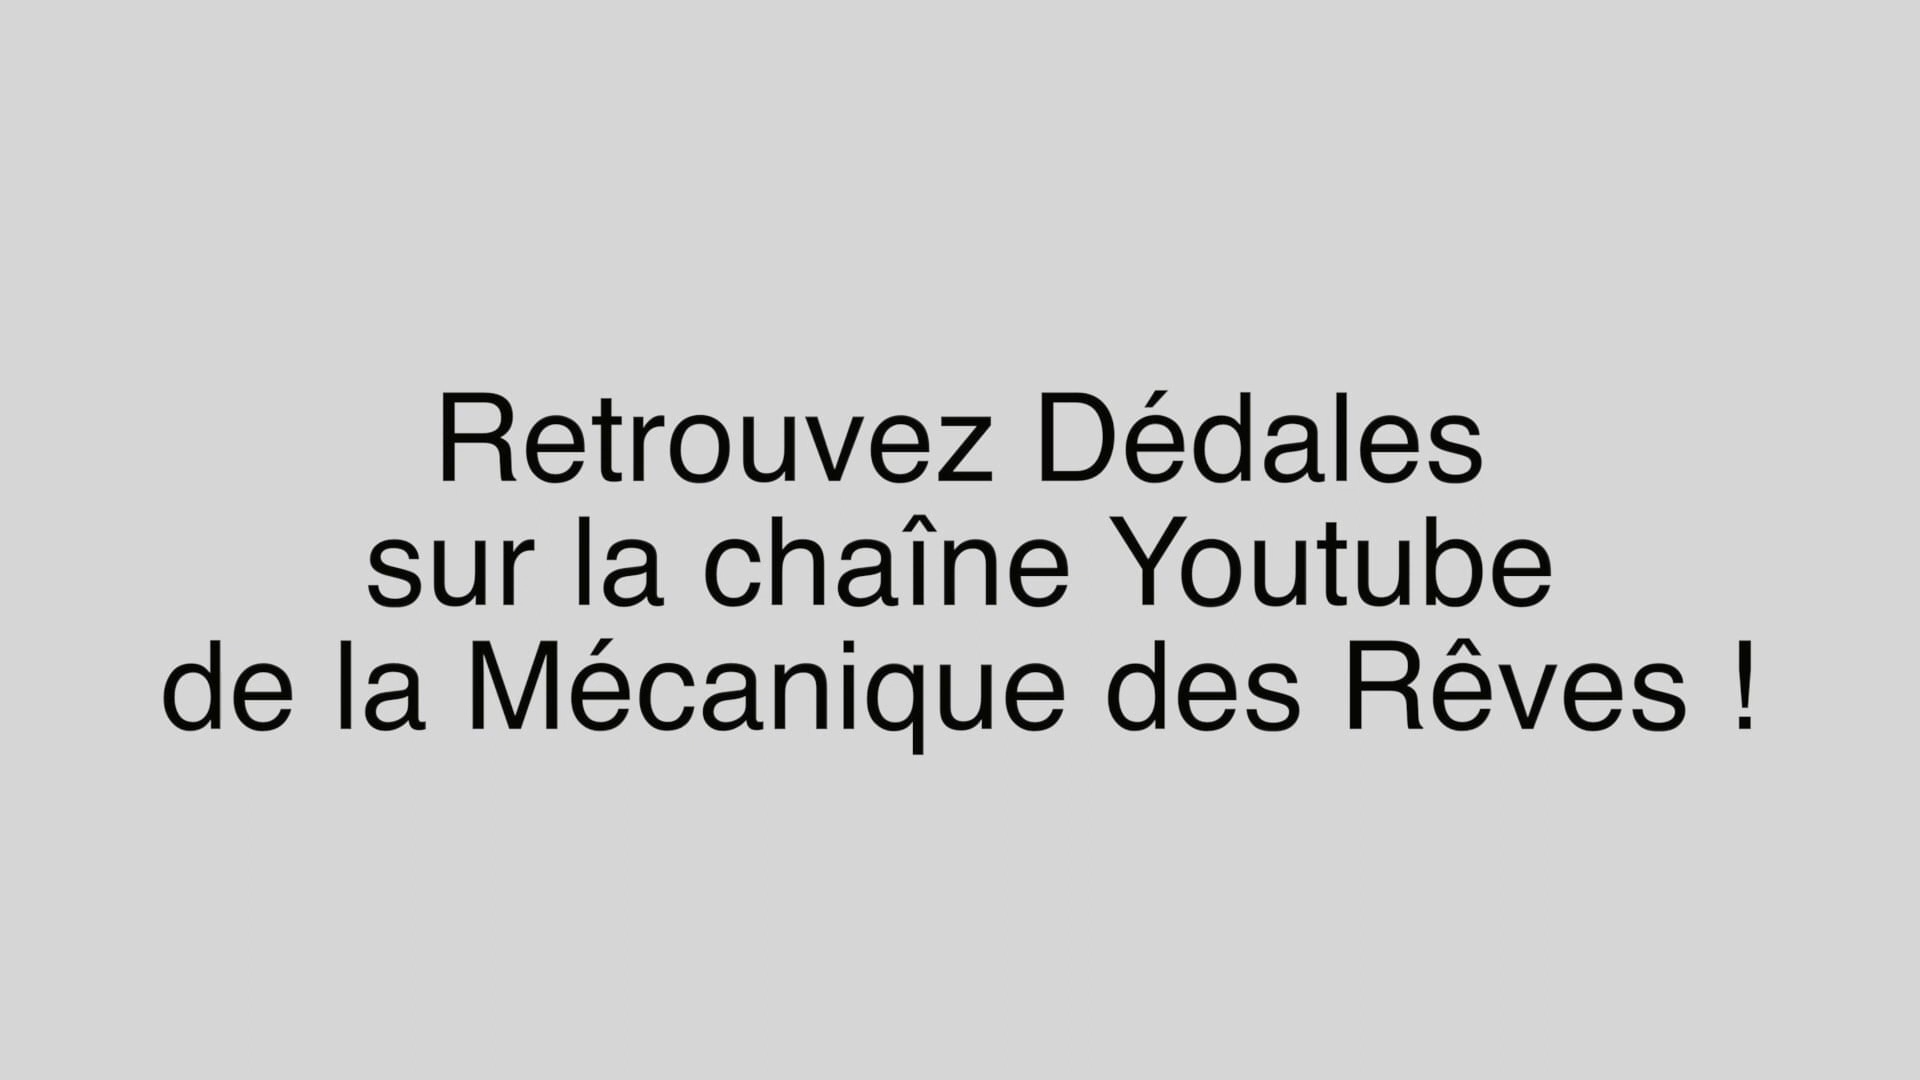 Retrouvez Dédales
sur la chaîne Youtube
de la Mécanique des Rêves !